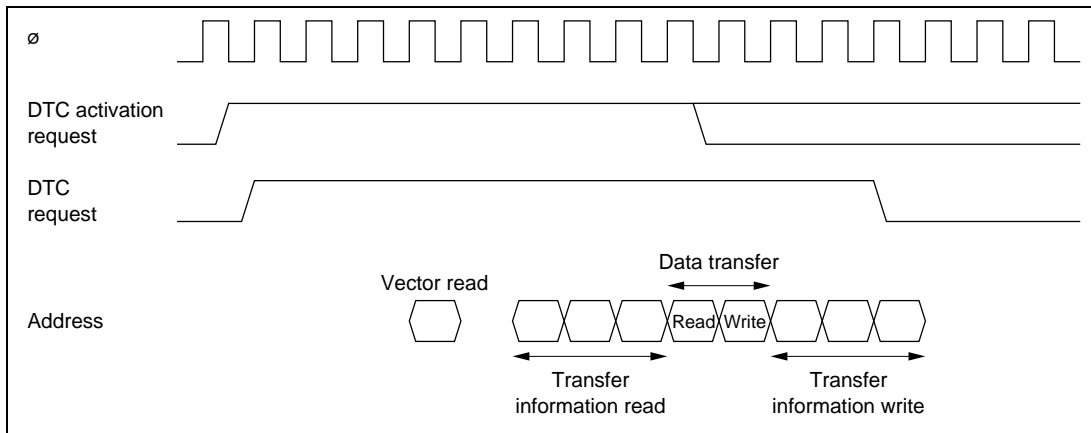 ø
DTC activation
request
DTC
request
Data transfer
Vector read
Address
Read Write
Transfer
information read
Transfer
information write